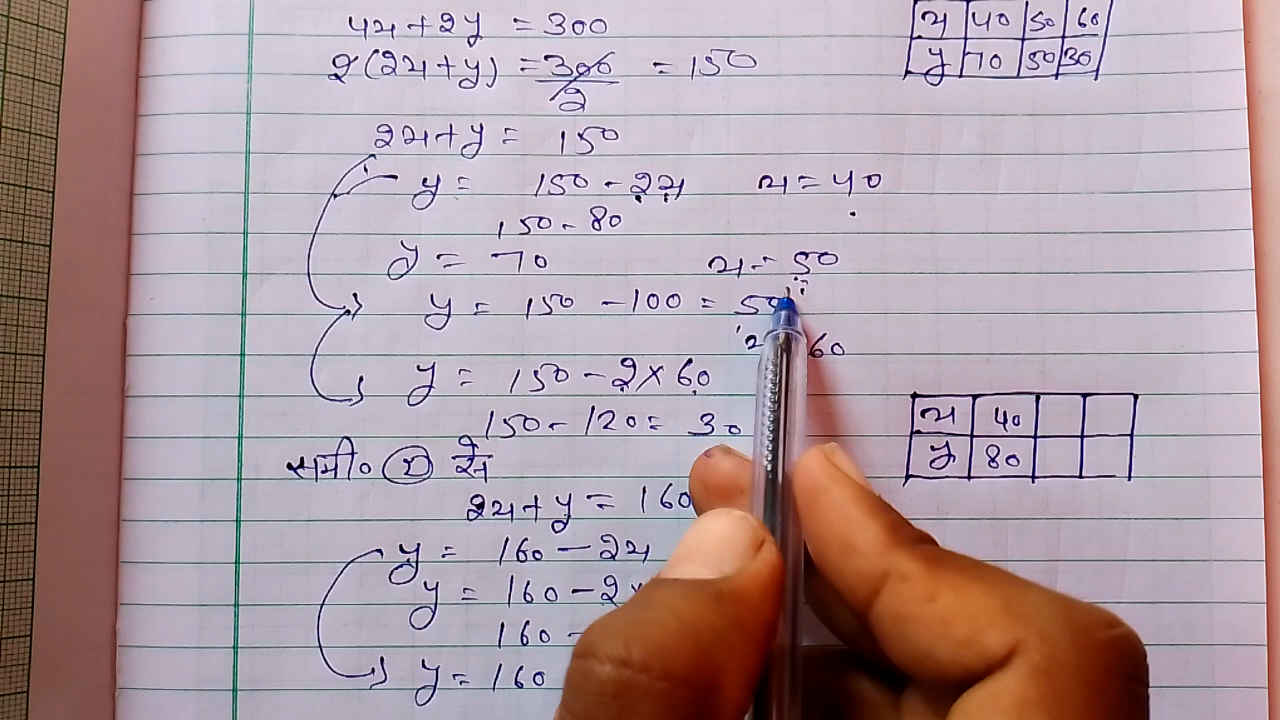 4x+2y = 300
2(2x+y) = 300/2 = 150
2x+y = 150
y = 150-2x x=40
150-80
y = 70 x=50
y = 150-100 = 50
60
y = 150-2×60
150-120= 30
समी० ② से
2x+y = 160
y = 160-2x
y = 160-2×
160-
y = 160
x 40 50 60
y 70 50 30
x 40
y 80